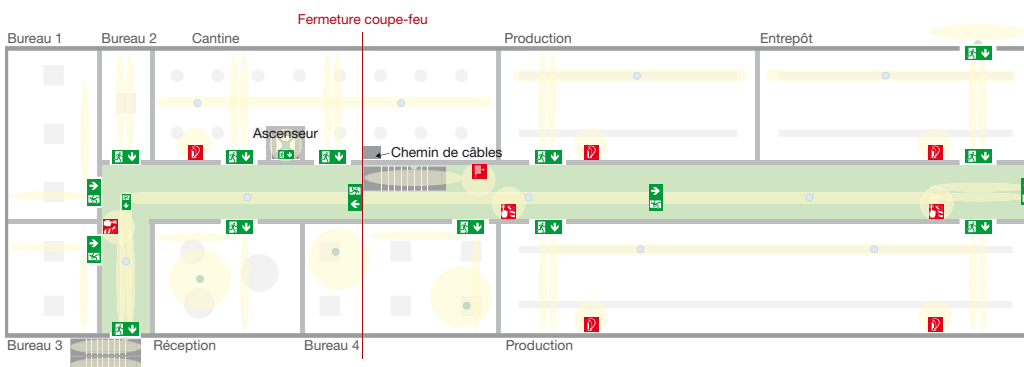 Fermeture coupe-feu
Bureau 1
Bureau 2
Cantine
Production
Entrepôt
Ascenseur
Chemin de câbles
Bureau 3
Réception
Bureau 4
Production